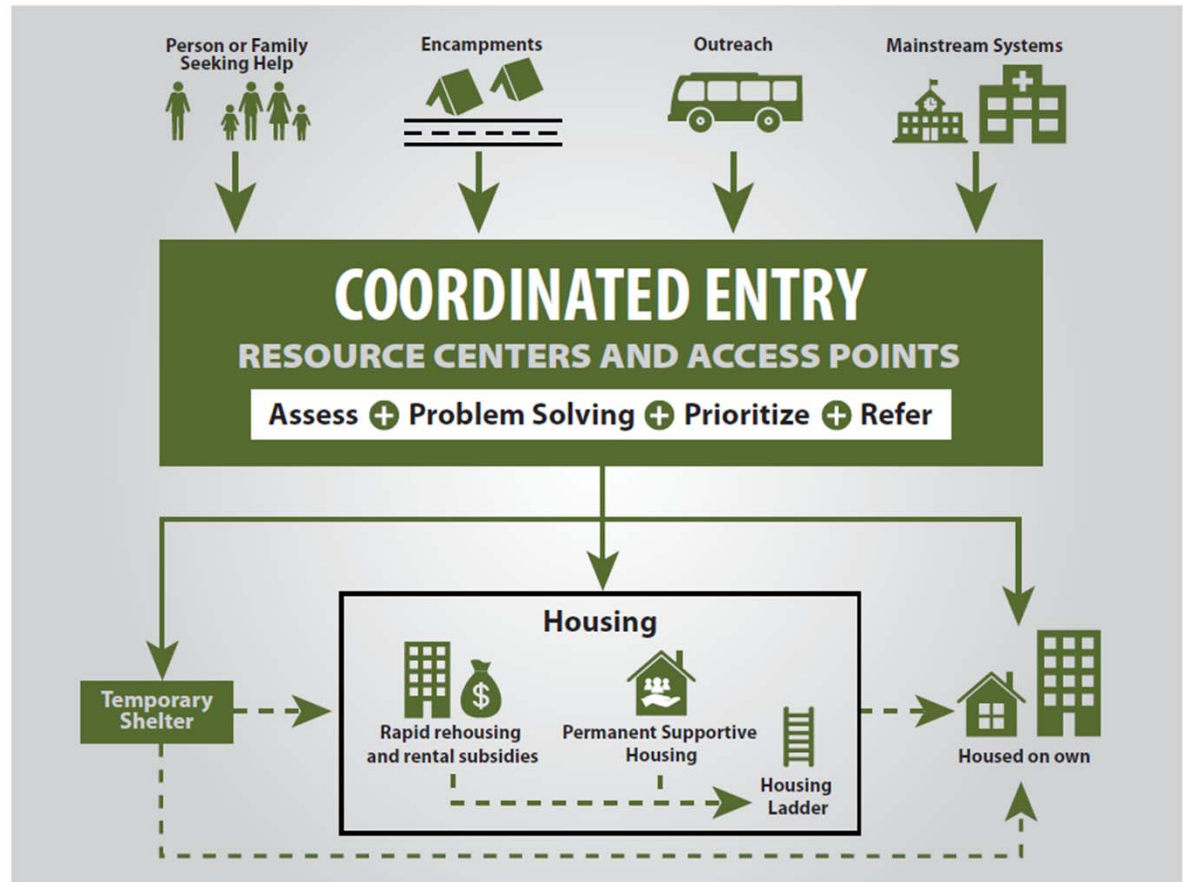 Person or Family
Seeking Help
Encampments
Outreach
Mainstream Systems
COORDINATED ENTRY
RESOURCE CENTERS AND ACCESS POINTS
Assess + Problem Solving + Prioritize + Refer
Temporary
Shelter
Housing
$
Rapid rehousing
and rental subsidies
Permanent Supportive
Housing
Housing
Ladder
Housed on own